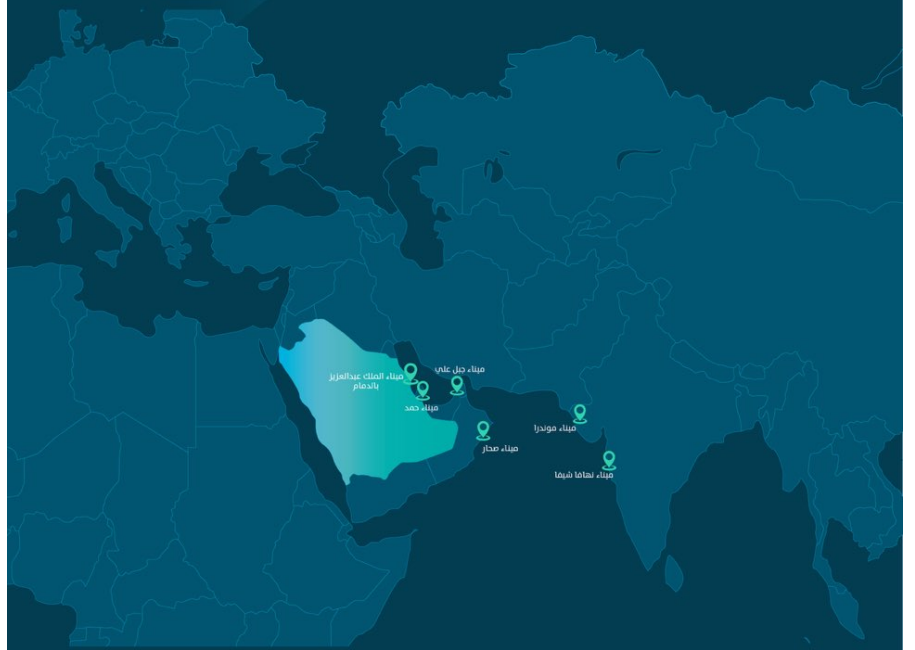 ميناء جبل علي
ميناء الملك عبدالعزيز
بالدمام
ميناء حمد
ميناء موندرا
ميناء صحار
ميناء نهافا شيفا